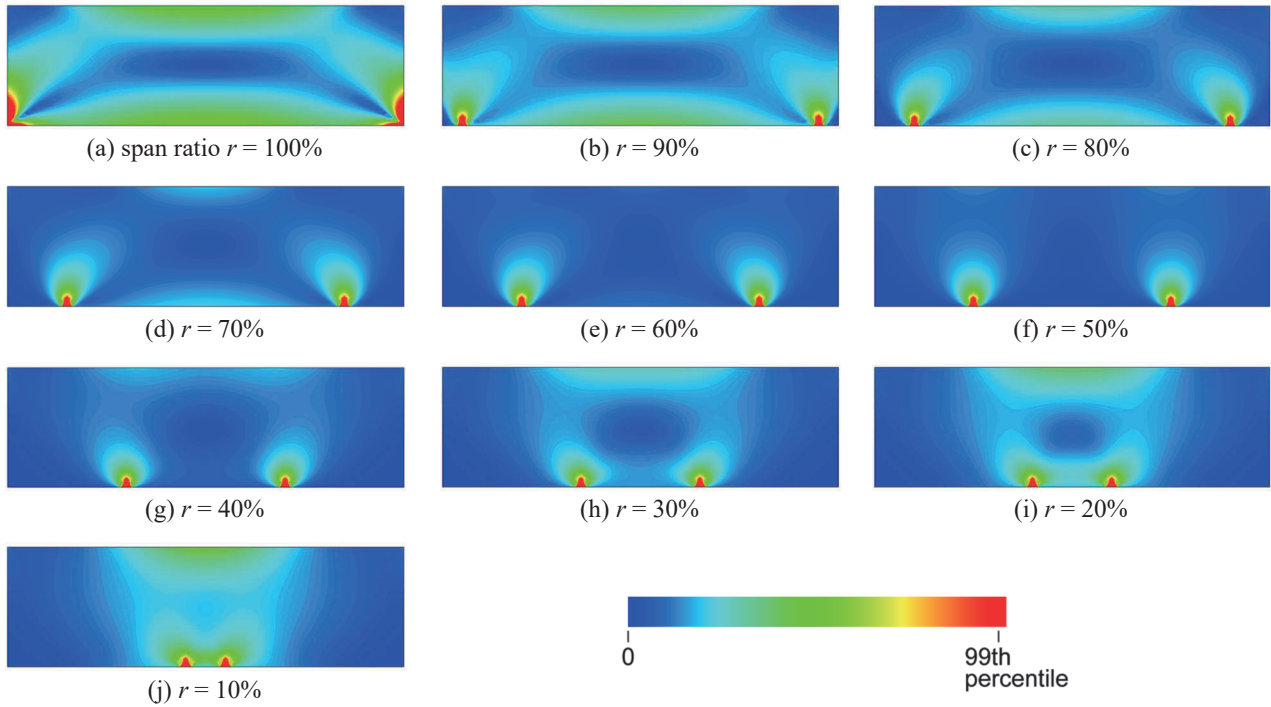 (a) span ratio r = 100%
(b) r = 90%
(c) r = 80%
(d) r = 70%
(e) r = 60%
(f) r = 50%
(g) r = 40%
(h) r = 30%
(i) r = 20%
(j) r = 10%
0
99th
percentile